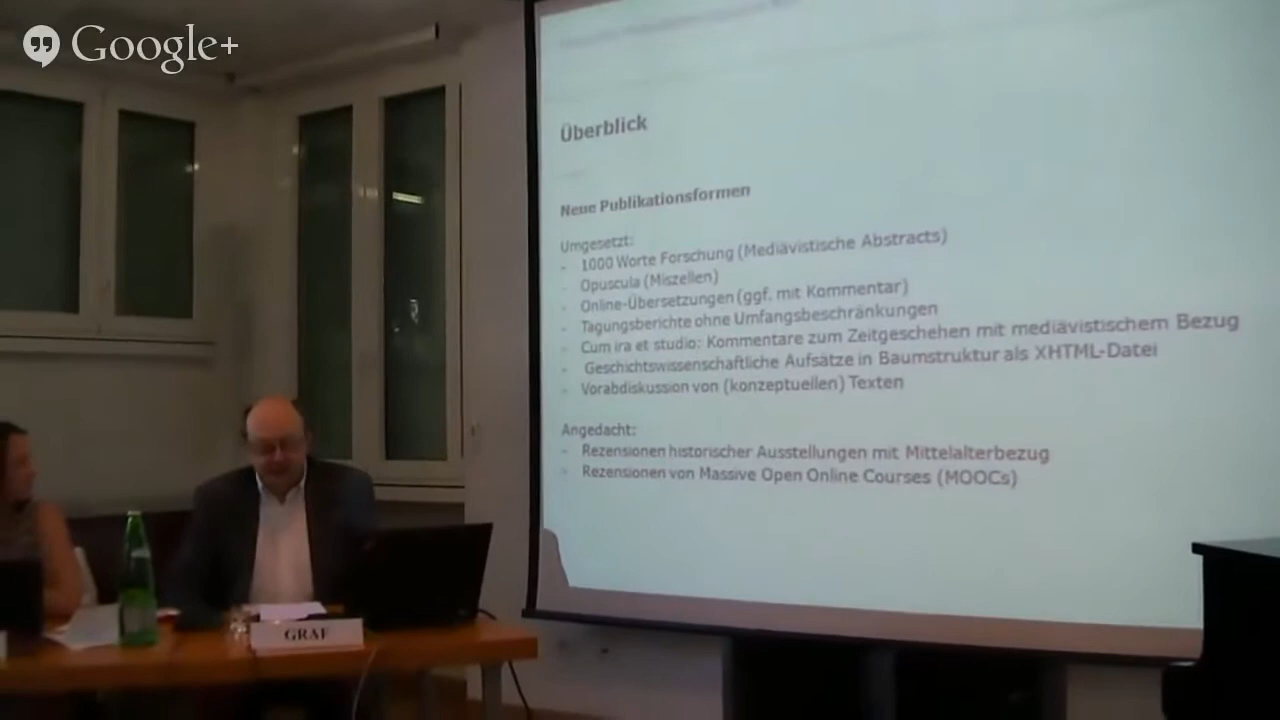 Google+
Überblick
Neue Publikationsformen
Umgesetzt:
- 1000 Worte Forschung (Mediävistische Abstracts)
- Opuscula (Miszellen)
- Online-Übersetzungen (ggf. mit Kommentar)
- Tagungsberichte ohne Umfangsbeschränkungen
- Cum ira et studio: Kommentare zum Zeitgeschehen mit mediävistischem Bezug
- Geschichtswissenschaftliche Aufsätze in Baumstruktur als XHTML-Datei
- Vorabdiskussion von (konzeptuellen) Texten
Angedacht:
- Rezensionen historischer Ausstellungen mit Mittelalterbezug
- Rezensionen von Massive Open Online Courses (MOOCs)
GRAF